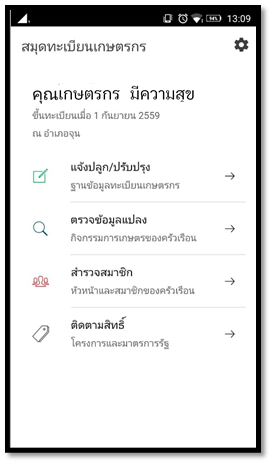 94% 13:09
สมุดทะเบียนเกษตรกร
คุณเกษตรกร มีความสุข
ขึ้นทะเบียนเมื่อ 1 กันยายน 2559
ณ อำเภอจุน
แจ้งปลูก/ปรับปรุง
ฐานข้อมูลทะเบียนเกษตรกร
ตรวจข้อมูลแปลง
กิจกรรมการเกษตรของครัวเรือน
สำรวจสมาชิก
หัวหน้าและสมาชิกของครัวเรือน
ติดตามสิทธิ์
โครงการและมาตรการรัฐ